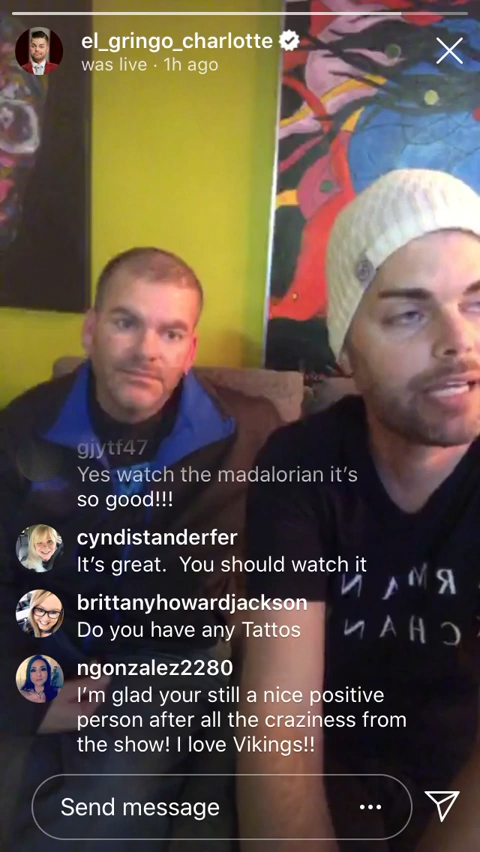 el_gringo_charlotte
was live · 1h ago
gjytf47
Yes watch the madalorian it's
so good!!!
cyndistanderfer
It's great. You should watch it
brittanyhowardjackson
Do you have any Tattos
ngonzalez2280
I'm glad your still a nice positive
person after all the craziness from
the show! I love Vikings!!
Send message